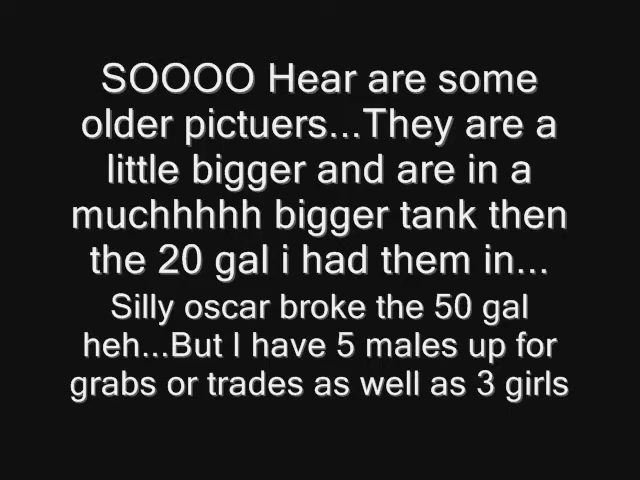 SOOOO Hear are some
older pictuers...They are a
little bigger and are in a
muchhhhh bigger tank then
the 20 gal i had them in...
Silly oscar broke the 50 gal
heh...But I have 5 males up for
grabs or trades as well as 3 girls